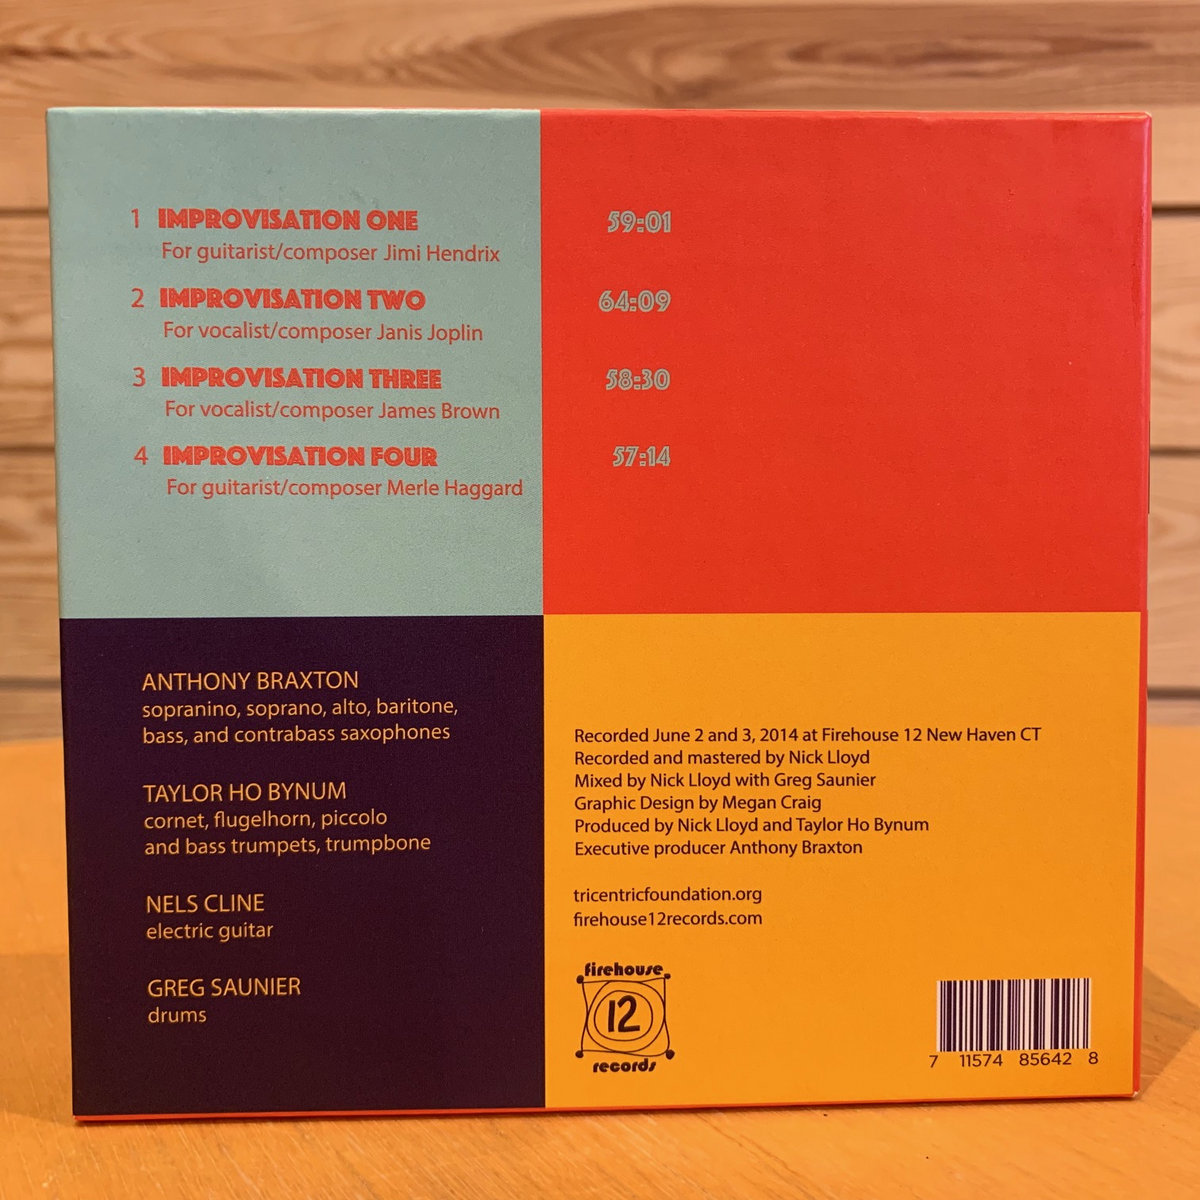 1 IMPROVISATION ONE 59:01
For guitarist/composer Jimi Hendrix
2 IMPROVISATION TWO 64:09
For vocalist/composer Janis Joplin
3 IMPROVISATION THREE 58:30
For vocalist/composer James Brown
4 IMPROVISATION FOUR 57:14
For guitarist/composer Merle Haggard
ANTHONY BRAXTON
sopranino, soprano, alto, baritone,
bass, and contrabass saxophones
TAYLOR HO BYNUM
cornet, flugelhorn, piccolo
and bass trumpets, trumpbone
NELS CLINE
electric guitar
GREG SAUNIER
drums
Recorded June 2 and 3, 2014 at Firehouse 12 New Haven CT
Recorded and mastered by Nick Lloyd
Mixed by Nick Lloyd with Greg Saunier
Graphic Design by Megan Craig
Produced by Nick Lloyd and Taylor Ho Bynum
Executive producer Anthony Braxton
tricentricfoundation.org
firehouse12records.com
firehouse
12
records
7 11574 85642 8